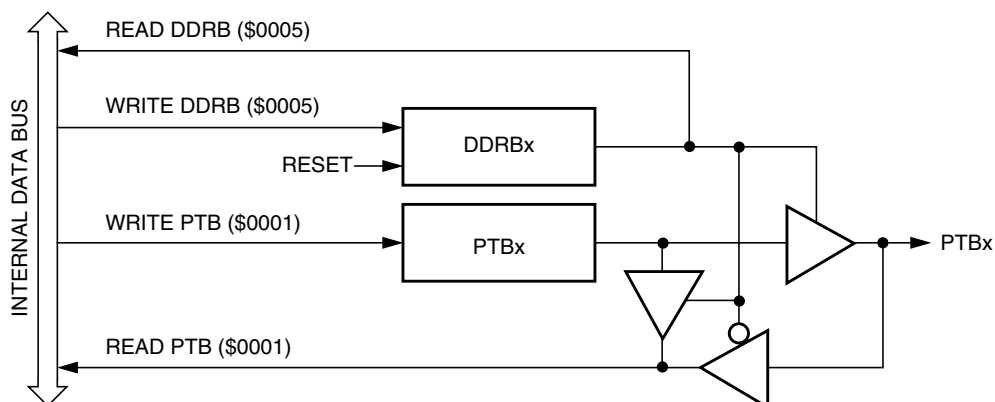 READ DDRB ($0005)
WRITE DDRB ($0005)
DDRBx
RESET
INTERNAL DATA BUS
WRITE PTB ($0001)
PTBx
PTBx
READ PTB ($0001)